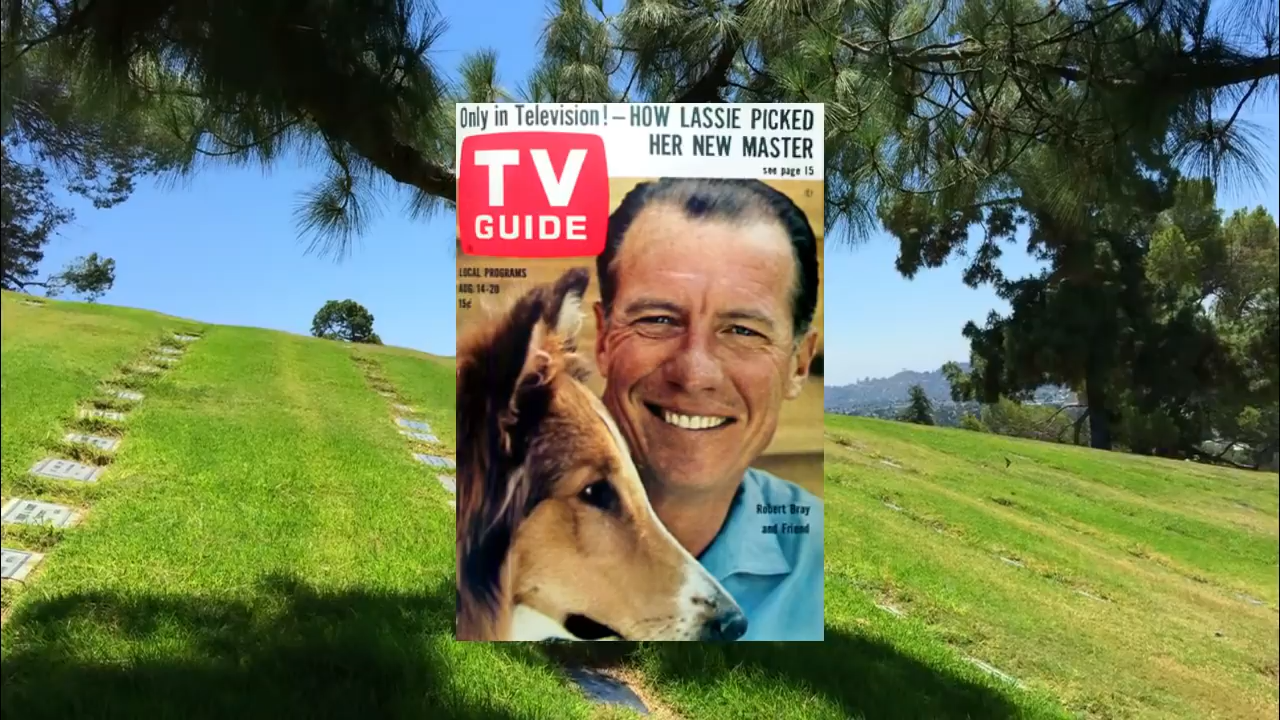 Only in Television!—HOW LASSIE PICKED
HER NEW MASTER
see page 15
TV
GUIDE
LOCAL PROGRAMS
AUG. 14-20
15¢
Robert Bray
and Friend